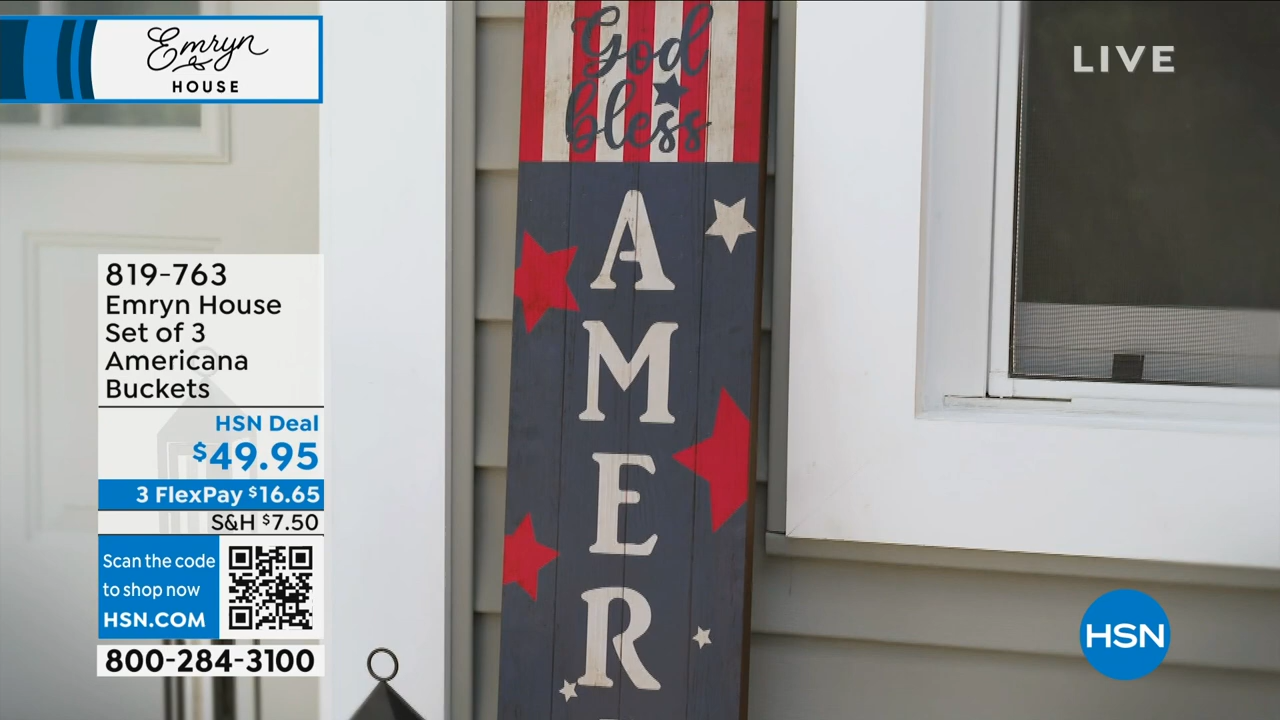 Emryn
HOUSE
LIVE
God
bless
A
M
E
R
819-763
Emryn House
Set of 3
Americana
Buckets
HSN Deal
$49.95
3 FlexPay $16.65
S&H $7.50
Scan the code
to shop now
HSN.COM
800-284-3100
HSN